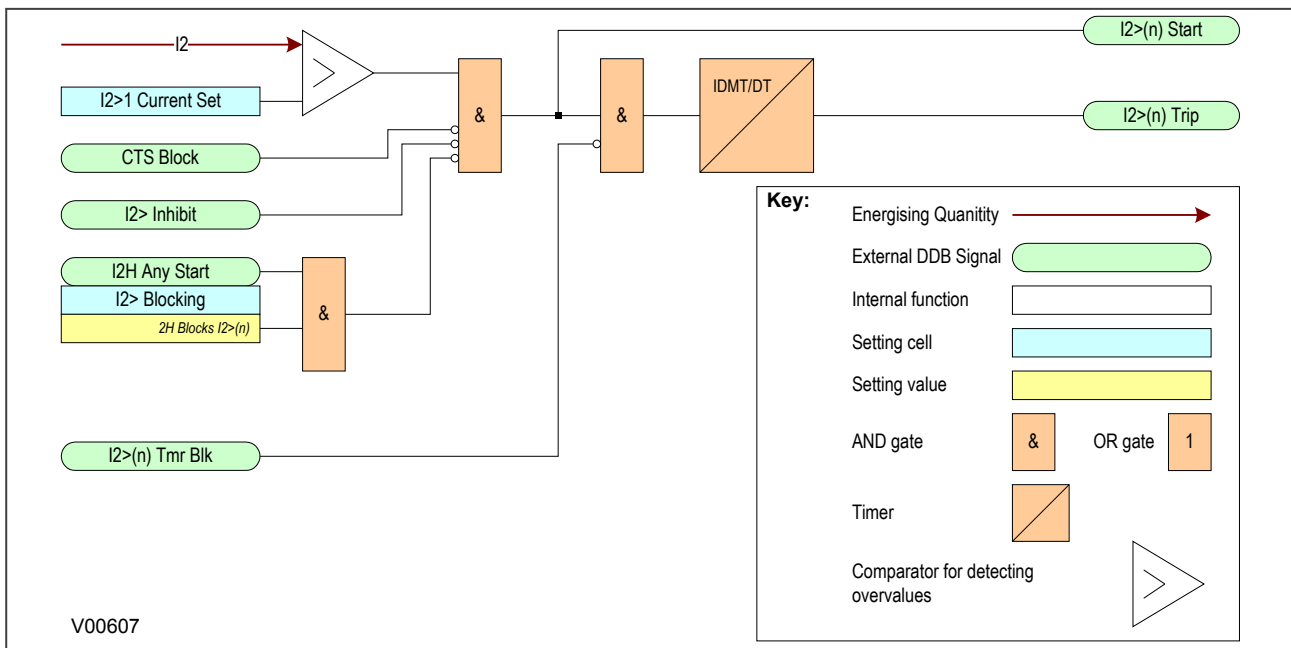 I2
I2>1 Current Set
CTS Block
I2> Inhibit
I2H Any Start
I2> Blocking
2H Blocks I2>(n)
I2>(n) Tmr Blk
>
&
&
&
IDMT/DT
I2>(n) Start
I2>(n) Trip
Key:
Energising Quanitity
External DDB Signal
Internal function
Setting cell
Setting value
AND gate
&
OR gate
1
Timer
Comparator for detecting
overvalues
>
V00607